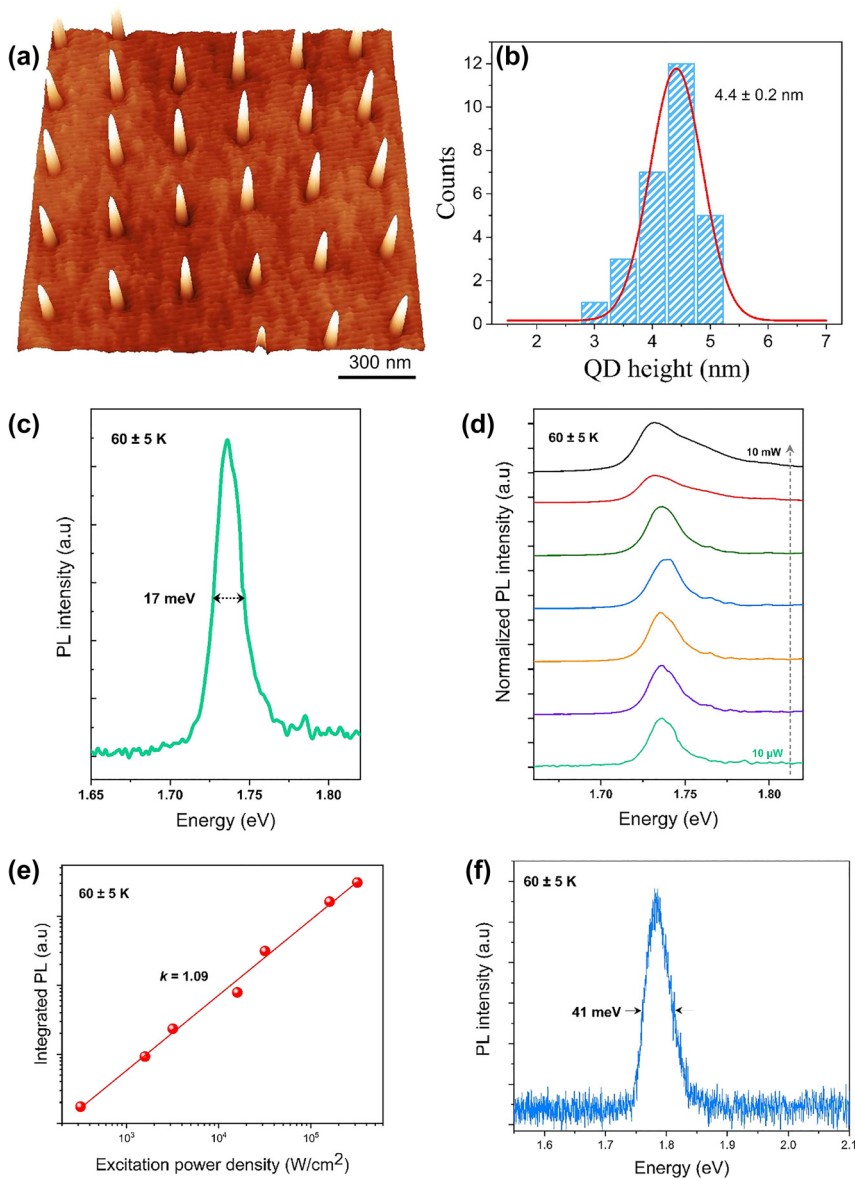 (a)
300 nm
(b)
4.4 ± 0.2 nm
Counts
12
10
8
6
4
2
0
2 3 4 5 6 7
QD height (nm)
(c)
60 ± 5 K
17 meV
PL intensity (a.u)
1.65 1.70 1.75 1.80
Energy (eV)
(d)
60 ± 5 K
10 mW
10 µW
Normalized PL intensity (a.u)
1.70 1.75 1.80
Energy (eV)
(e)
60 ± 5 K
k = 1.09
Integrated PL (a.u)
10³ 10⁴ 10⁵
Excitation power density (W/cm²)
(f)
60 ± 5 K
41 meV
PL intensity (a.u)
1.6 1.7 1.8 1.9 2.0 2.1
Energy (eV)